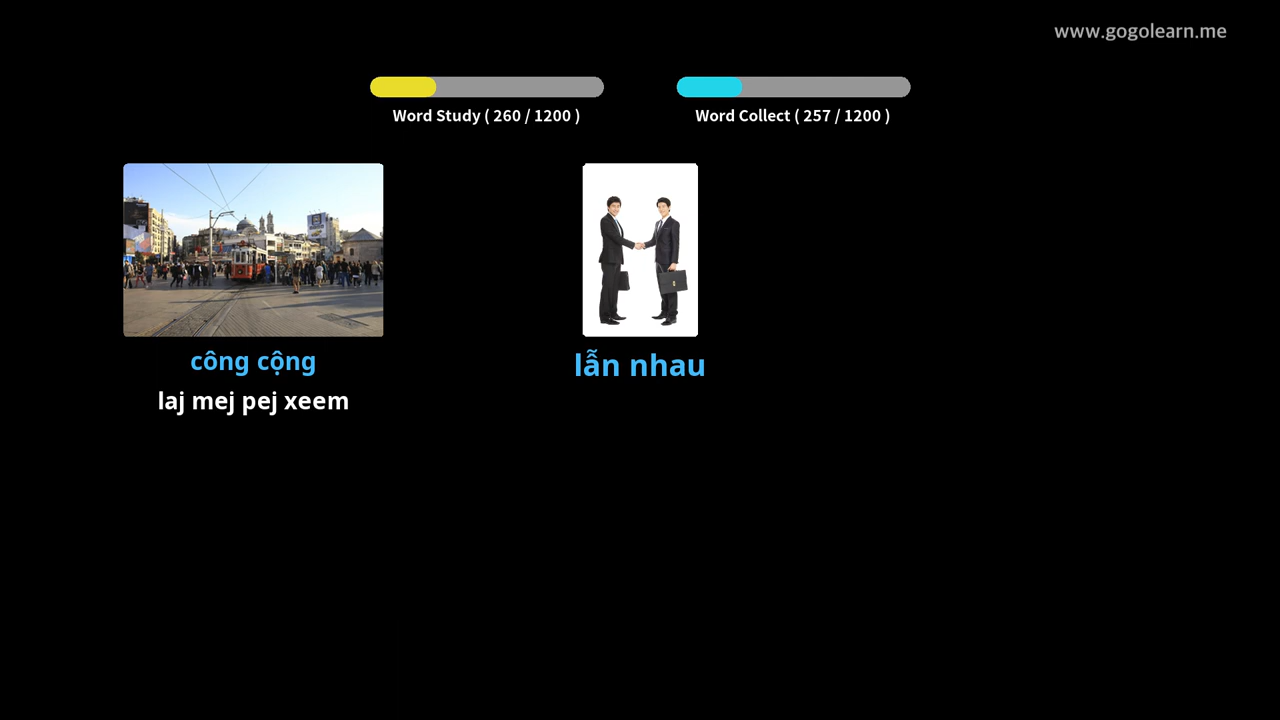 www.gogolearn.me
Word Study ( 260 / 1200 )
Word Collect ( 257 / 1200 )
công cộng
laj mej pej xeem
lẫn nhau